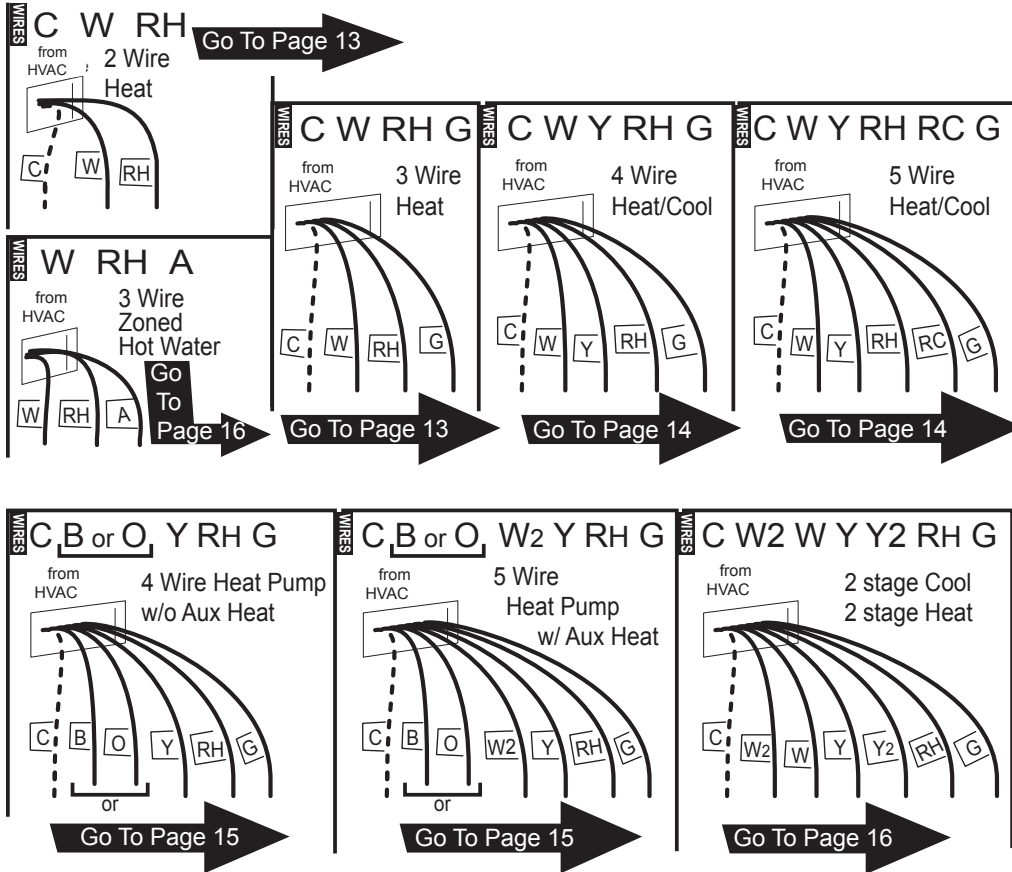 WIRES
C W RH
Go To Page 13
from
HVAC
2 Wire
Heat
C
W
RH
WIRES
W RH A
from
HVAC
3 Wire
Zoned
Hot Water
W
RH
A
Go
To
Page 16
WIRES
C W RH G
from
HVAC
3 Wire
Heat
C
W
RH
G
Go To Page 13
WIRES
C W Y RH G
from
HVAC
4 Wire
Heat/Cool
C
W
Y
RH
G
Go To Page 14
WIRES
C W Y RH RC G
from
HVAC
5 Wire
Heat/Cool
C
W
Y
RH
RC
G
Go To Page 14
WIRES
C B or O Y RH G
from
HVAC
4 Wire Heat Pump
w/o Aux Heat
C
B
O
Y
RH
G
or
Go To Page 15
WIRES
C B or O W2 Y RH G
from
HVAC
5 Wire
Heat Pump
w/ Aux Heat
C
B
O
W2
Y
RH
G
or
Go To Page 15
WIRES
C W2 W Y Y2 RH G
from
HVAC
2 stage Cool
2 stage Heat
C
W2
W
Y
Y2
RH
G
Go To Page 16